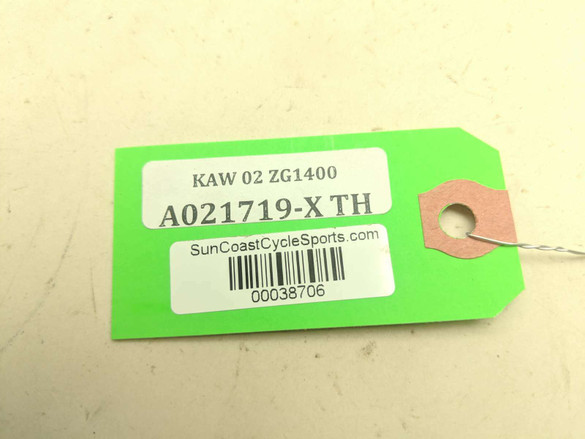 KAW 02 ZG1400
A021719-X TH
SunCoastCycleSports.com
00038706